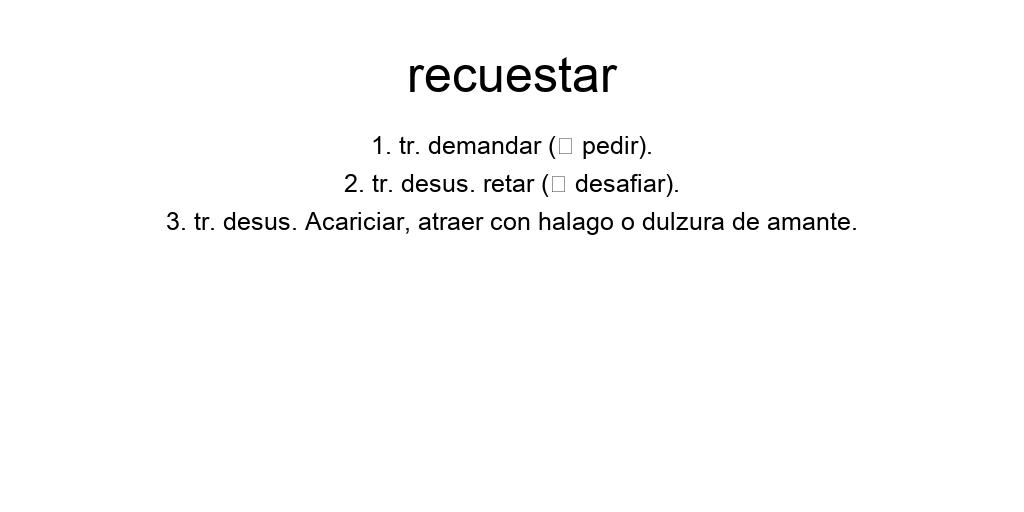 recuestar
1. tr. demandar (□ pedir).
2. tr. desus. retar (□ desafiar).
3. tr. desus. Acariciar, atraer con halago o dulzura de amante.